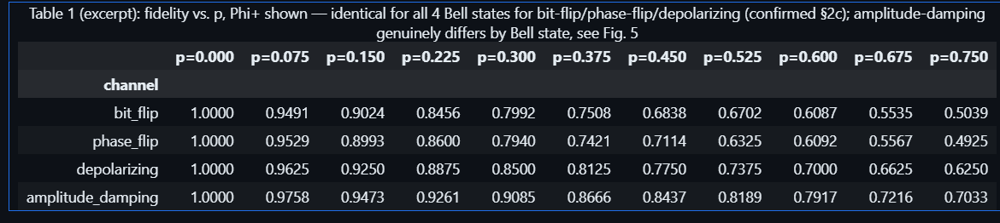 Table 1 (excerpt): fidelity vs. p, Phi+ shown — identical for all 4 Bell states for bit-flip/phase-flip/depolarizing (confirmed §2c); amplitude-damping
genuinely differs by Bell state, see Fig. 5
p=0.000 p=0.075 p=0.150 p=0.225 p=0.300 p=0.375 p=0.450 p=0.525 p=0.600 p=0.675 p=0.750
channel
bit_flip 1.0000 0.9491 0.9024 0.8456 0.7992 0.7508 0.6838 0.6702 0.6087 0.5535 0.5039
phase_flip 1.0000 0.9529 0.8993 0.8600 0.7940 0.7421 0.7114 0.6325 0.6092 0.5567 0.4925
depolarizing 1.0000 0.9625 0.9250 0.8875 0.8500 0.8125 0.7750 0.7375 0.7000 0.6625 0.6250
amplitude_damping 1.0000 0.9758 0.9473 0.9261 0.9085 0.8666 0.8437 0.8189 0.7917 0.7216 0.7033